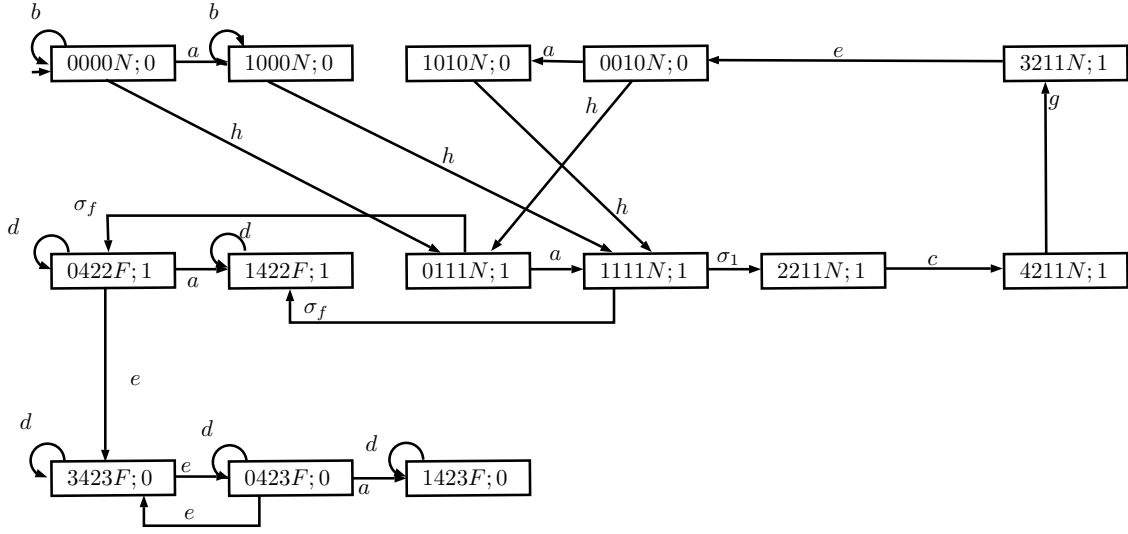 b
b
0000N; 0
a
1000N; 0
1010N; 0
a
0010N; 0
e
3211N; 1
h
h
h
g
h
σf
d
d
0422F; 1
a
1422F; 1
0111N; 1
a
1111N; 1
σ1
2211N; 1
c
4211N; 1
σf
e
d
d
d
3423F; 0
e
0423F; 0
a
1423F; 0
e